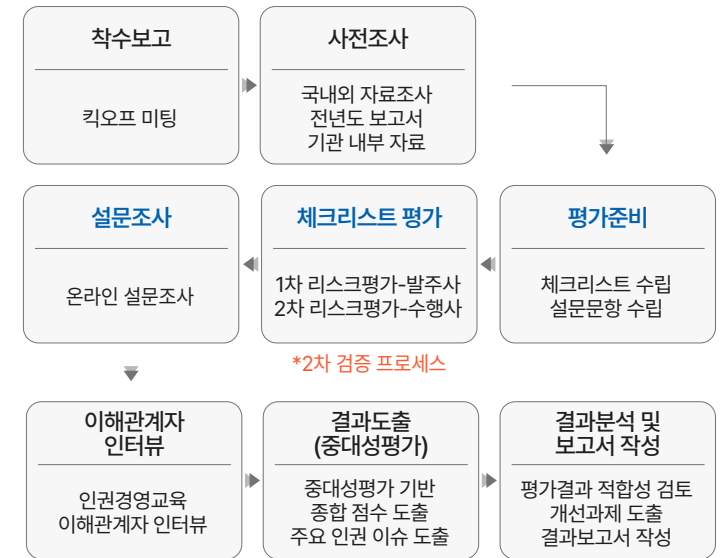 착수보고
킥오프 미팅
사전조사
국내외 자료조사
전년도 보고서
기관 내부 자료
평가준비
체크리스트 수립
설문문항 수립
체크리스트 평가
1차 리스크평가-발주사
2차 리스크평가-수행사
*2차 검증 프로세스
설문조사
온라인 설문조사
이해관계자
인터뷰
인권경영교육
이해관계자 인터뷰
결과도출
(중대성평가)
중대성평가 기반
종합 점수 도출
주요 인권 이슈 도출
결과분석 및
보고서 작성
평가결과 적합성 검토
개선과제 도출
결과보고서 작성